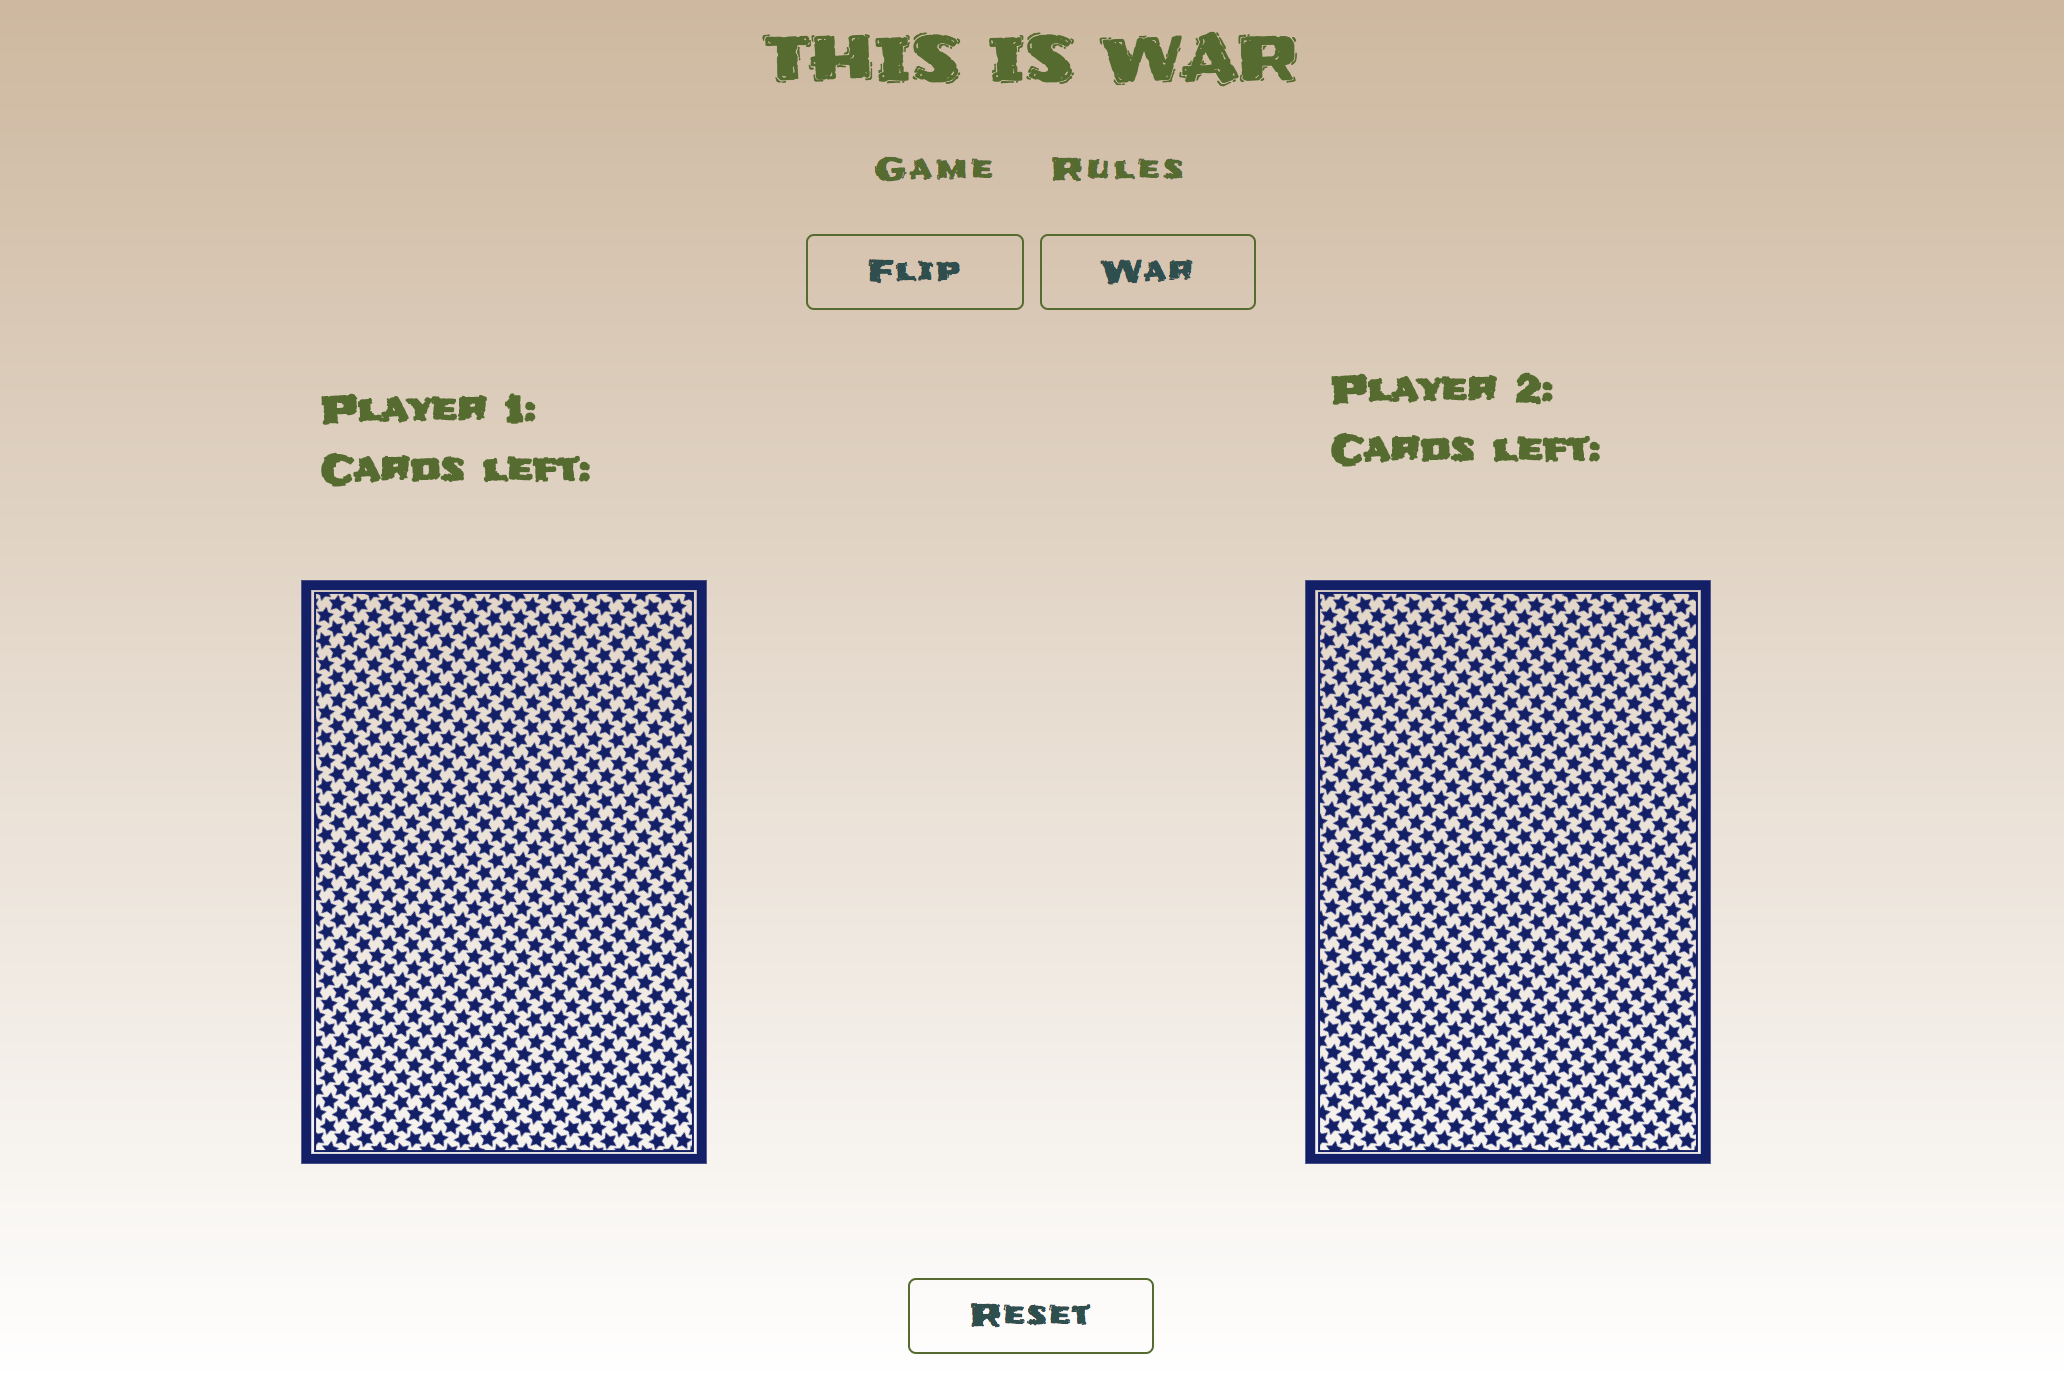 THIS IS WAR
Game Rules
Flip War
Player 1:
Cards left:
Player 2:
Cards left:
Reset